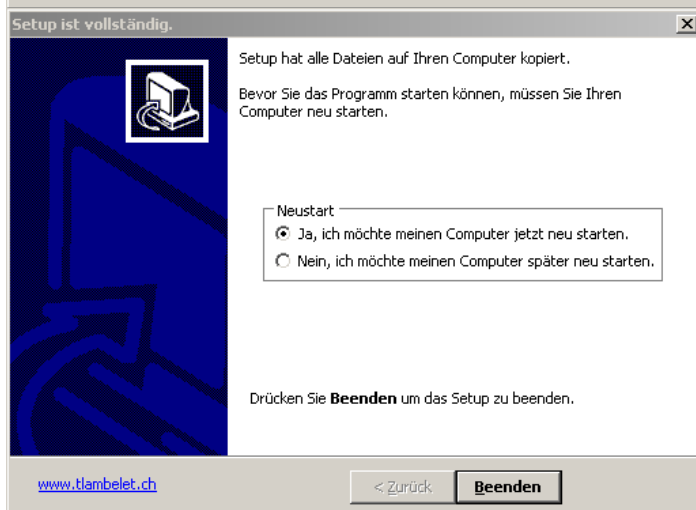 Setup ist vollständig.
Setup hat alle Dateien auf Ihren Computer kopiert.
Bevor Sie das Programm starten können, müssen Sie Ihren
Computer neu starten.
Neustart
Ja, ich möchte meinen Computer jetzt neu starten.
Nein, ich möchte meinen Computer später neu starten.
Drücken Sie Beenden um das Setup zu beenden.
www.tlambelet.ch
< Zurück
Beenden